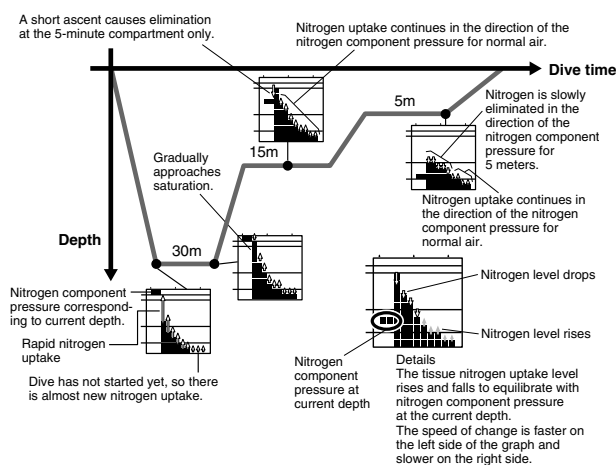 A short ascent causes elimination
at the 5-minute compartment only.
Nitrogen uptake continues in the direction of the
nitrogen component pressure for normal air.
Dive time
5m
Nitrogen is slowly
eliminated in the
direction of the
nitrogen component
pressure for
5 meters.
15m
Gradually
approaches
saturation.
Nitrogen uptake continues in
the direction of the nitrogen
component pressure for
normal air.
Depth
30m
Nitrogen component
pressure correspond-
ing to current depth.
Rapid nitrogen
uptake
Dive has not started yet, so there
is almost new nitrogen uptake.
Nitrogen level drops
Nitrogen level rises
Nitrogen
component
pressure at
current depth
Details
The tissue nitrogen uptake level
rises and falls to equilibrate with
nitrogen component pressure
at the current depth.
The speed of change is faster on
the left side of the graph and
slower on the right side.